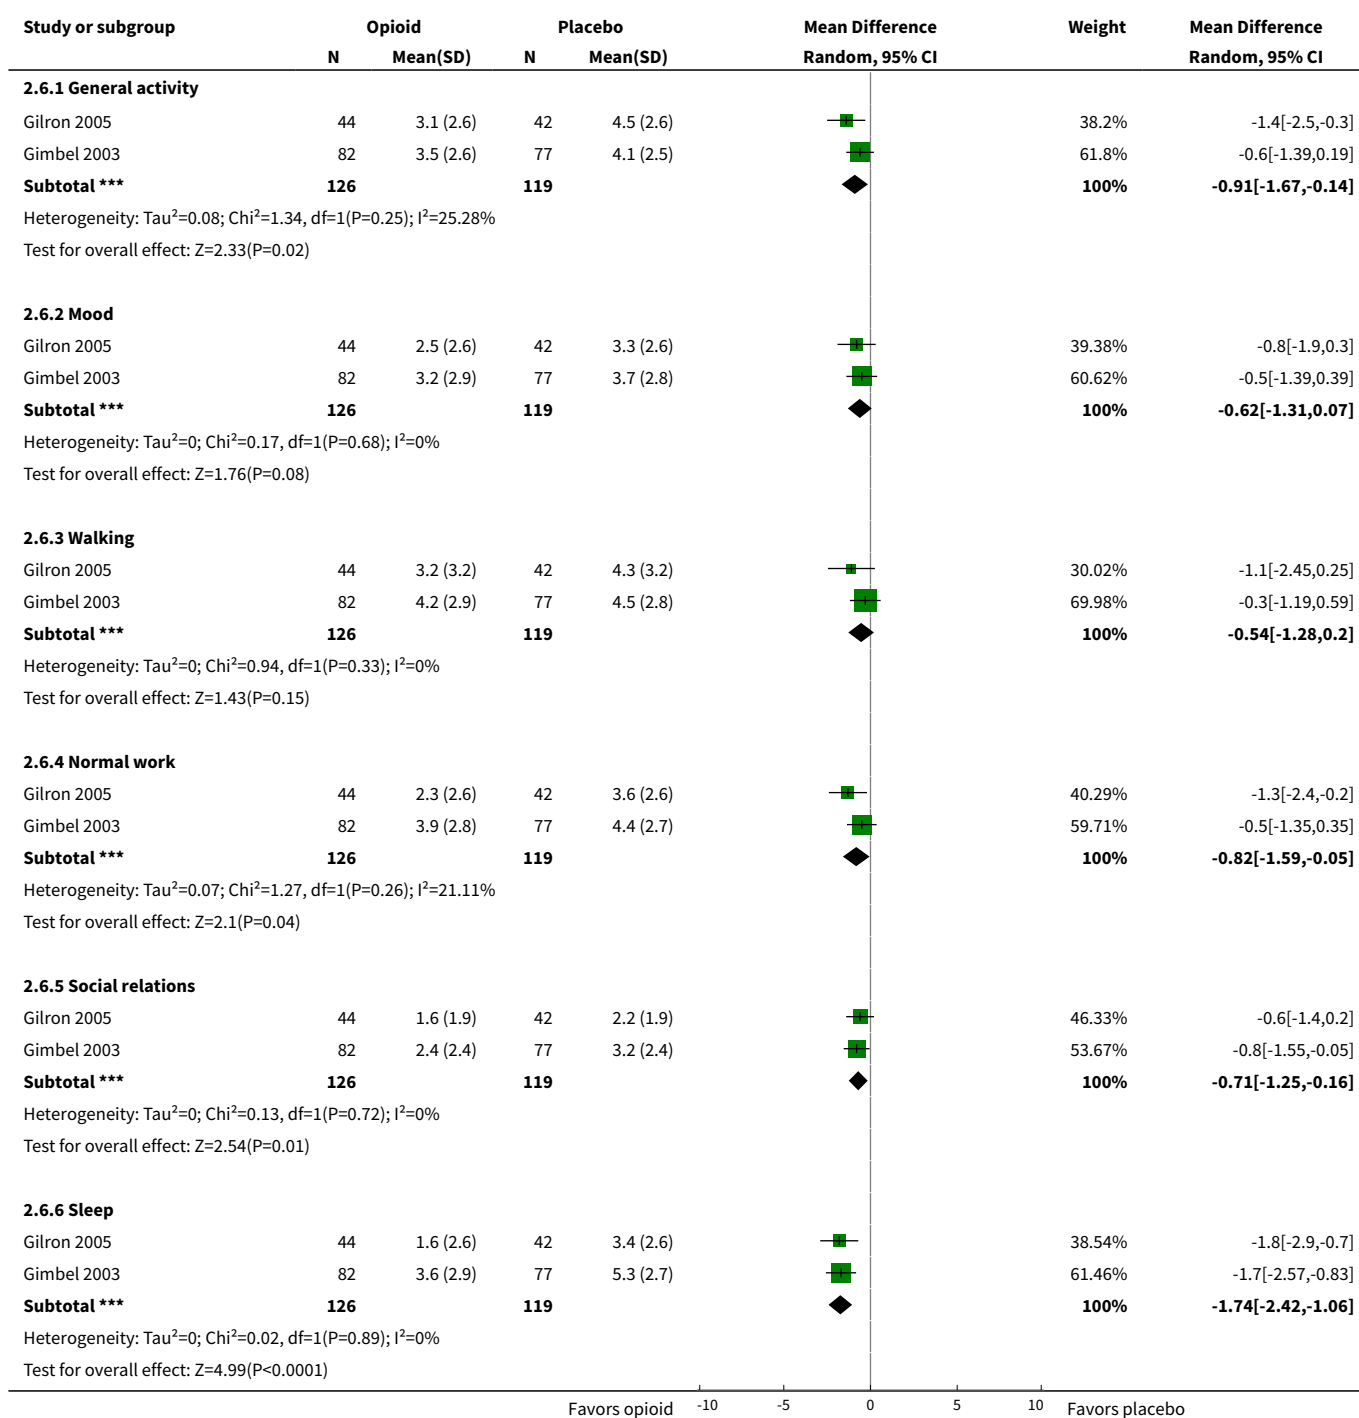 Study or subgroup Opioid Placebo Mean Difference Weight Mean Difference
N Mean(SD) N Mean(SD) Random, 95% CI Random, 95% CI
2.6.1 General activity
Gilron 2005 44 3.1 (2.6) 42 4.5 (2.6) 38.2% -1.4[-2.5,-0.3]
Gimbel 2003 82 3.5 (2.6) 77 4.1 (2.5) 61.8% -0.6[-1.39,0.19]
Subtotal *** 126 119 100% -0.91[-1.67,-0.14]
Heterogeneity: Tau²=0.08; Chi²=1.34, df=1(P=0.25); I²=25.28%
Test for overall effect: Z=2.33(P=0.02)
2.6.2 Mood
Gilron 2005 44 2.5 (2.6) 42 3.3 (2.6) 39.38% -0.8[-1.9,0.3]
Gimbel 2003 82 3.2 (2.9) 77 3.7 (2.8) 60.62% -0.5[-1.39,0.39]
Subtotal *** 126 119 100% -0.62[-1.31,0.07]
Heterogeneity: Tau²=0; Chi²=0.17, df=1(P=0.68); I²=0%
Test for overall effect: Z=1.76(P=0.08)
2.6.3 Walking
Gilron 2005 44 3.2 (3.2) 42 4.3 (3.2) 30.02% -1.1[-2.45,0.25]
Gimbel 2003 82 4.2 (2.9) 77 4.5 (2.8) 69.98% -0.3[-1.19,0.59]
Subtotal *** 126 119 100% -0.54[-1.28,0.2]
Heterogeneity: Tau²=0; Chi²=0.94, df=1(P=0.33); I²=0%
Test for overall effect: Z=1.43(P=0.15)
2.6.4 Normal work
Gilron 2005 44 2.3 (2.6) 42 3.6 (2.6) 40.29% -1.3[-2.4,-0.2]
Gimbel 2003 82 3.9 (2.8) 77 4.4 (2.7) 59.71% -0.5[-1.35,0.35]
Subtotal *** 126 119 100% -0.82[-1.59,-0.05]
Heterogeneity: Tau²=0.07; Chi²=1.27, df=1(P=0.26); I²=21.11%
Test for overall effect: Z=2.1(P=0.04)
2.6.5 Social relations
Gilron 2005 44 1.6 (1.9) 42 2.2 (1.9) 46.33% -0.6[-1.4,0.2]
Gimbel 2003 82 2.4 (2.4) 77 3.2 (2.4) 53.67% -0.8[-1.55,-0.05]
Subtotal *** 126 119 100% -0.71[-1.25,-0.16]
Heterogeneity: Tau²=0; Chi²=0.13, df=1(P=0.72); I²=0%
Test for overall effect: Z=2.54(P=0.01)
2.6.6 Sleep
Gilron 2005 44 1.6 (2.6) 42 3.4 (2.6) 38.54% -1.8[-2.9,-0.7]
Gimbel 2003 82 3.6 (2.9) 77 5.3 (2.7) 61.46% -1.7[-2.57,-0.83]
Subtotal *** 126 119 100% -1.74[-2.42,-1.06]
Heterogeneity: Tau²=0; Chi²=0.02, df=1(P=0.89); I²=0%
Test for overall effect: Z=4.99(P<0.0001)
Favors opioid -10 -5 0 5 10 Favors placebo